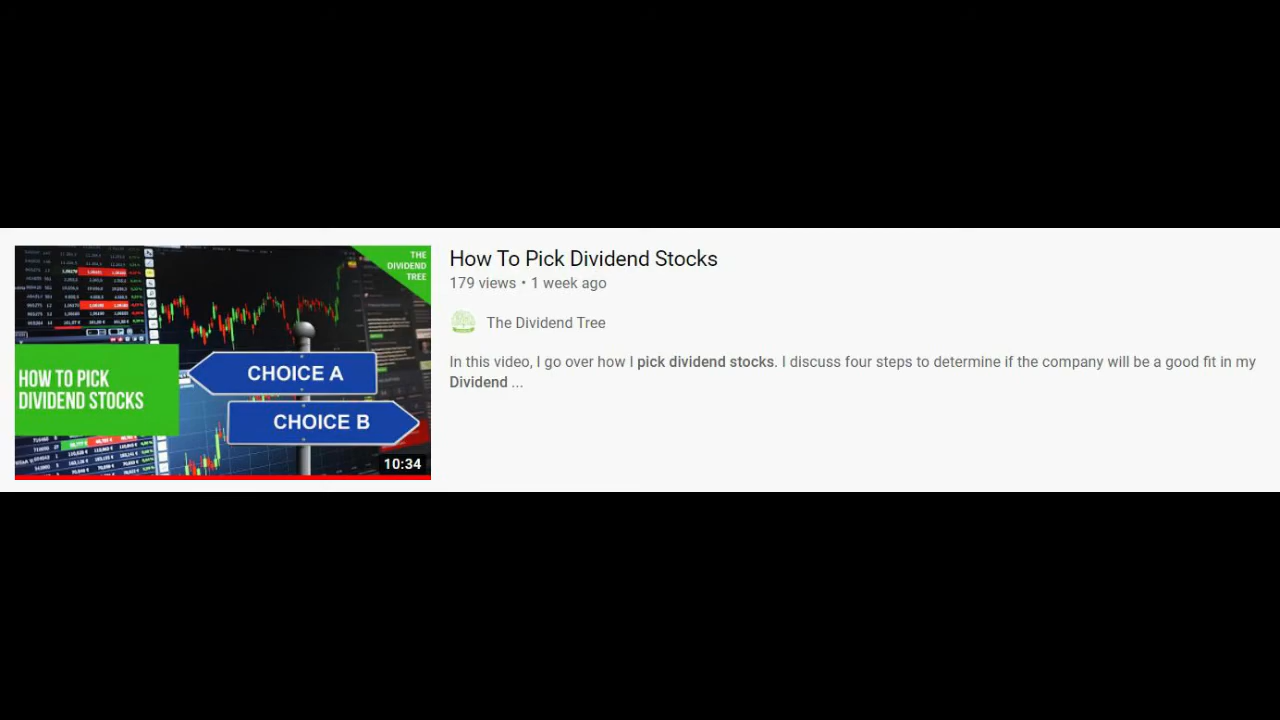 THE
DIVIDEND
TREE
HOW TO PICK
DIVIDEND STOCKS
CHOICE A
CHOICE B
10:34
How To Pick Dividend Stocks
179 views • 1 week ago
The Dividend Tree
In this video, I go over how I pick dividend stocks. I discuss four steps to determine if the company will be a good fit in my
Dividend ...